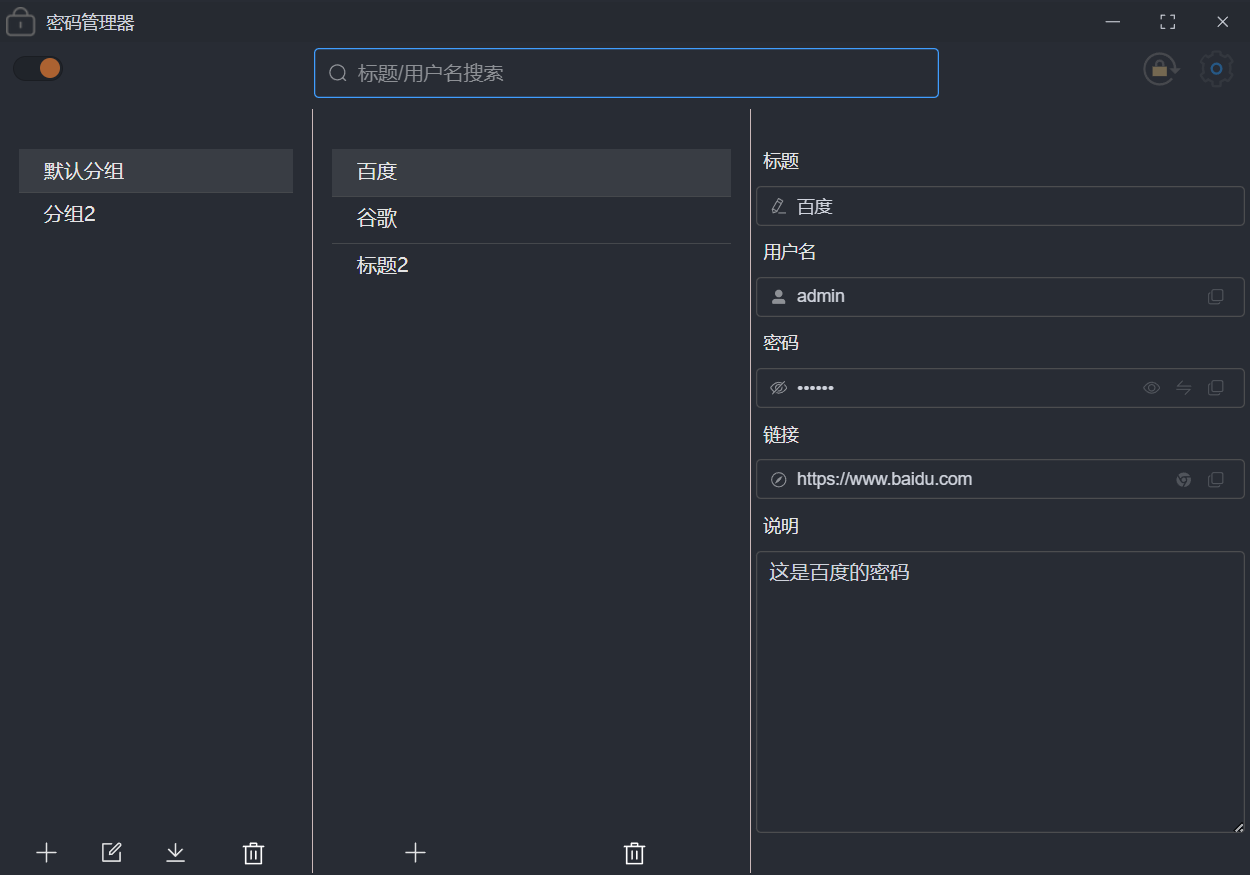 密码管理器
标题/用户名搜索
默认分组
分组2
百度
谷歌
标题2
标题
百度
用户名
admin
密码
••••••
链接
https://www.baidu.com
说明
这是百度的密码